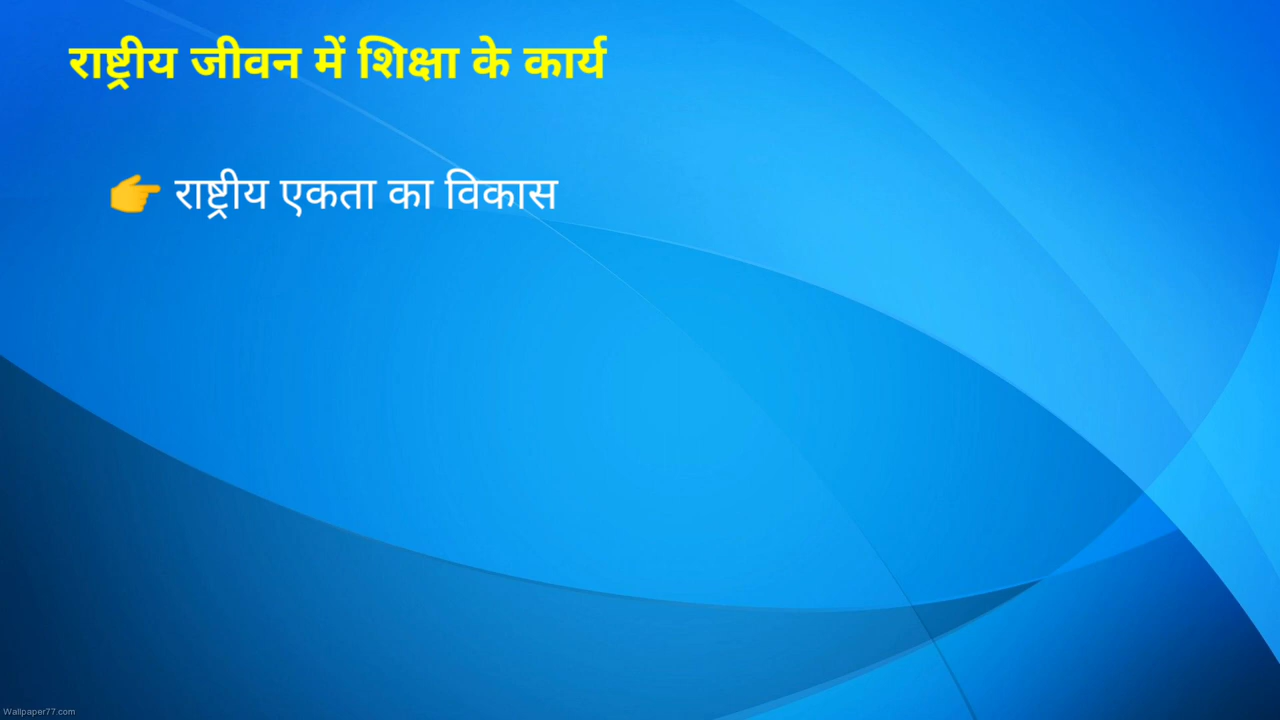 राष्ट्रीय जीवन में शिक्षा के कार्य
👉 राष्ट्रीय एकता का विकास
Wallpaper77.com